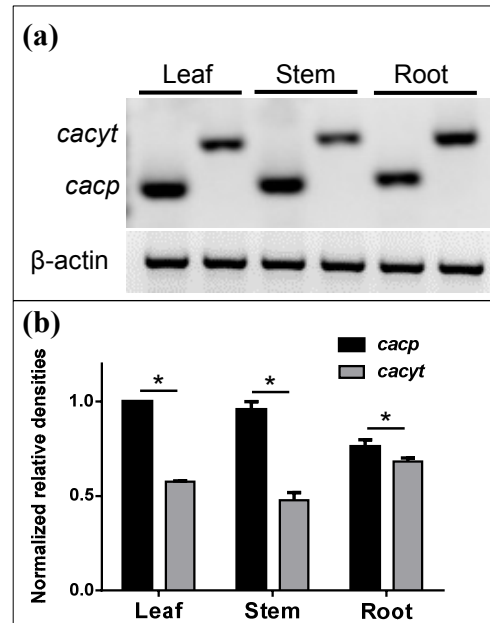 (a)
Leaf Stem Root
cacyt
cacp
β-actin
(b)
cacp
cacyt
Normalized relative densities
* * *
1.0
0.5
0.0
Leaf Stem Root